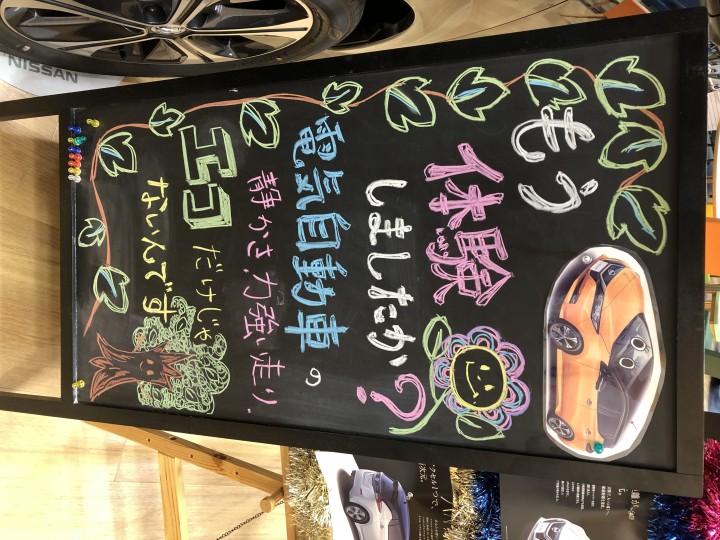 もう
体験
しましたか?
電気自動車の
静かさ、力強い走り、
エコだけじゃ
ないんです
NISSAN